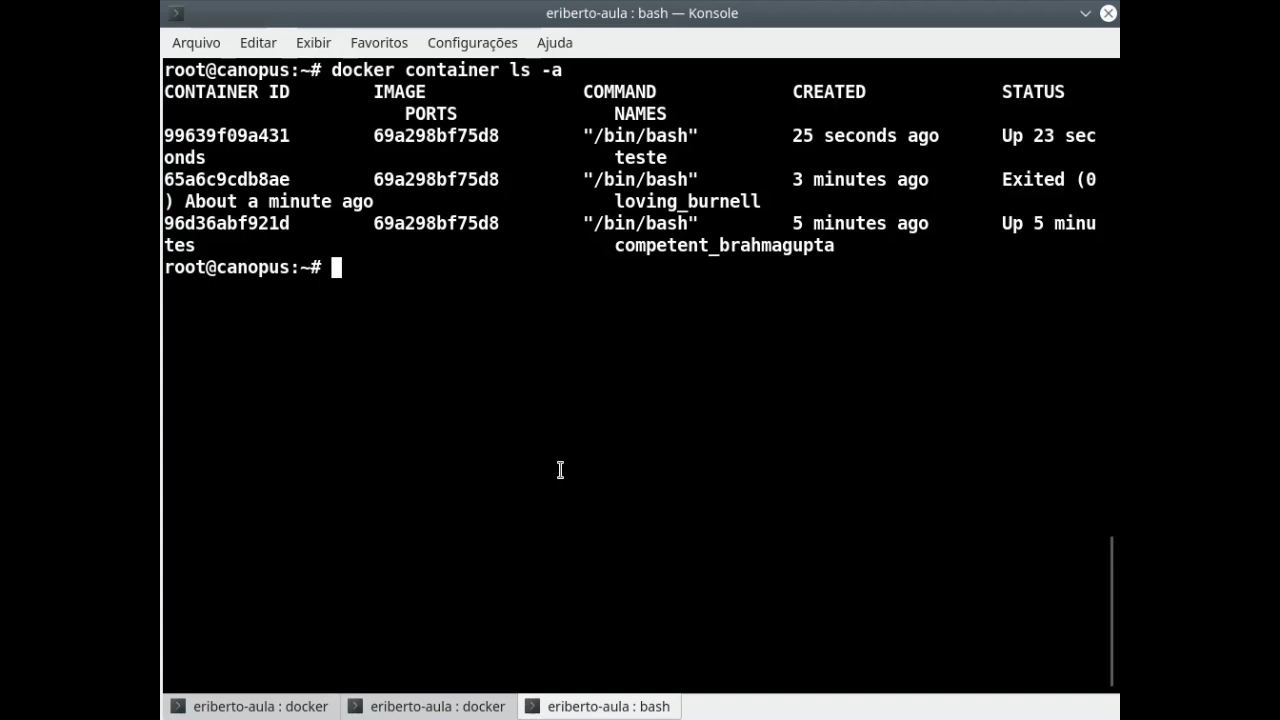 eriberto-aula : bash — Konsole
Arquivo Editar Exibir Favoritos Configurações Ajuda
root@canopus:~# docker container ls -a
CONTAINER ID        IMAGE               COMMAND             CREATED             STATUS
                       PORTS               NAMES
99639f09a431        69a298bf75d8        "/bin/bash"         25 seconds ago      Up 23 sec
onds                                       teste
65a6c9cdb8ae        69a298bf75d8        "/bin/bash"         3 minutes ago       Exited (0
) About a minute ago                       loving_burnell
96d36abf921d        69a298bf75d8        "/bin/bash"         5 minutes ago       Up 5 minu
tes                                        competent_brahmagupta
root@canopus:~#
eriberto-aula : docker eriberto-aula : docker eriberto-aula : bash